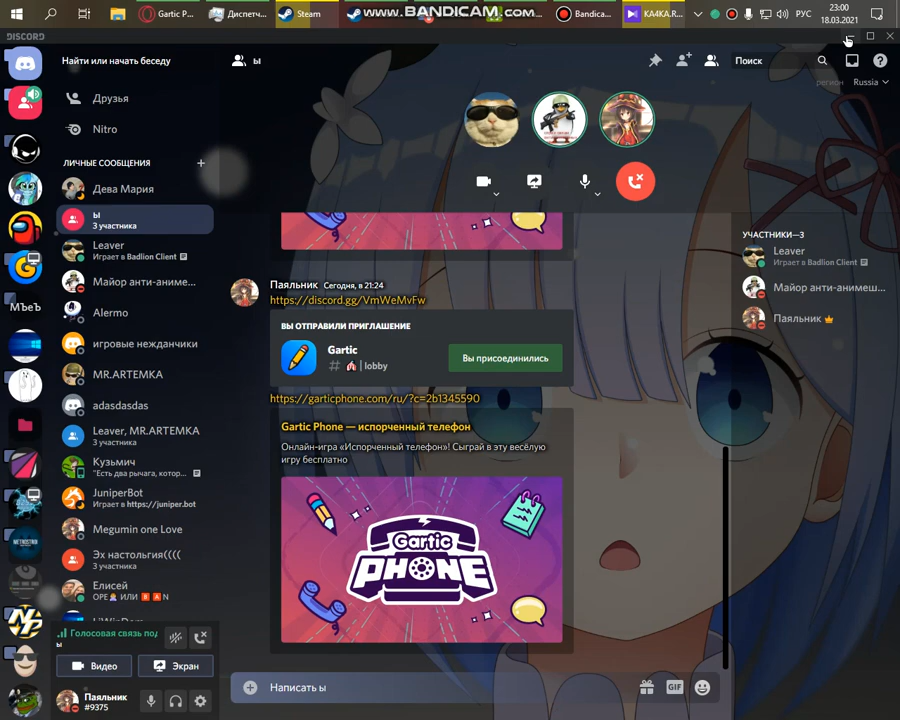 Gartic P...
Диспетч...
Steam
WWW.BANDICAM.COM
Bandica...
KA4KA.R...
РУС
23:00
18.03.2021
DISCORD
Найти или начать беседу
ы
Поиск
регион
Russia
Друзья
Nitro
ЛИЧНЫЕ СООБЩЕНИЯ
Дева Мария
ы
3 участника
Leaver
Играет в Badlion Client
Майор анти-аниме...
Alermo
игровые нежданчики
MR.ARTEMKA
adasdasdas
Leaver, MR.ARTEMKA
3 участника
Кузьмич
"Есть два рычага, котор...
JuniperBot
Играет в https://juniper.bot
Megumin one Love
Эх настольгия((((
3 участника
Елисей
ОРЕ ИЛИ B A N
МЪеЪ
NP
Голосовая связь под
ы
Видео
Экран
Паяльник
#9375
Паяльник Сегодня, в 21:24
https://discord.gg/VmWeMvFw
ВЫ ОТПРАВИЛИ ПРИГЛАШЕНИЕ
Gartic
# | lobby
Вы присоединились
https://garticphone.com/ru/?c=2b1345590
Gartic Phone — испорченный телефон
Онлайн-игра «Испорченный телефон»! Сыграй в эту весёлую
игру бесплатно
Gartic
PHONE
Написать ы
GIF
УЧАСТНИКИ—3
Leaver
Играет в Badlion Client
Майор анти-анимеш...
Паяльник